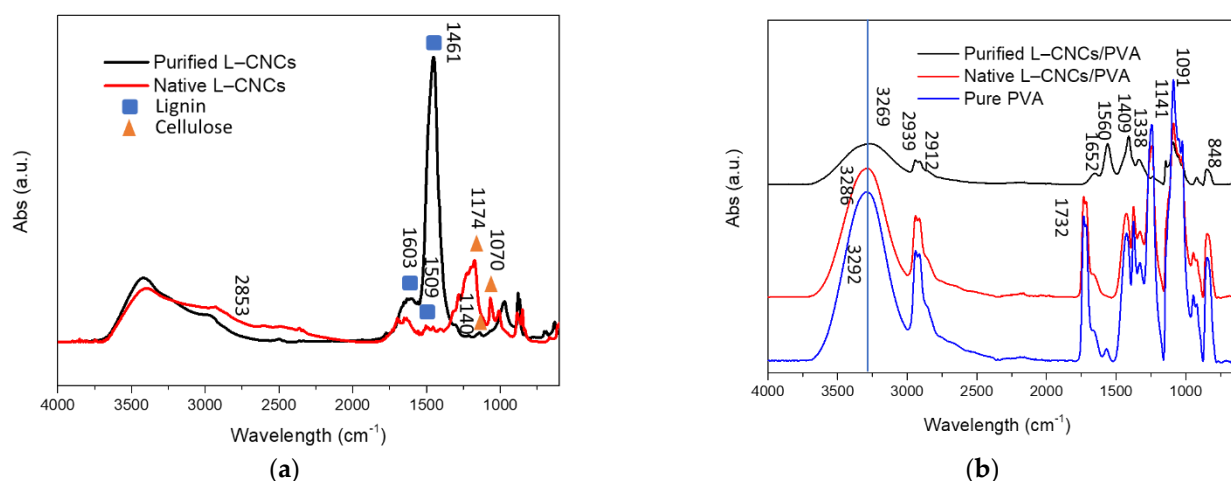 Purified L–CNCs
Native L–CNCs
Lignin
Cellulose
1461
1174
1070
1603
1509
1140
2853
Abs (a.u.)
4000 3500 3000 2500 2000 1500 1000
Wavelength (cm⁻¹)
(a)
Purified L–CNCs/PVA
Native L–CNCs/PVA
Pure PVA
3269
2939
2912
1652
1560
1409
1338
1141
1091
848
3286
3292
1732
Abs (a.u.)
4000 3500 3000 2500 2000 1500 1000
Wavelength (cm⁻¹)
(b)